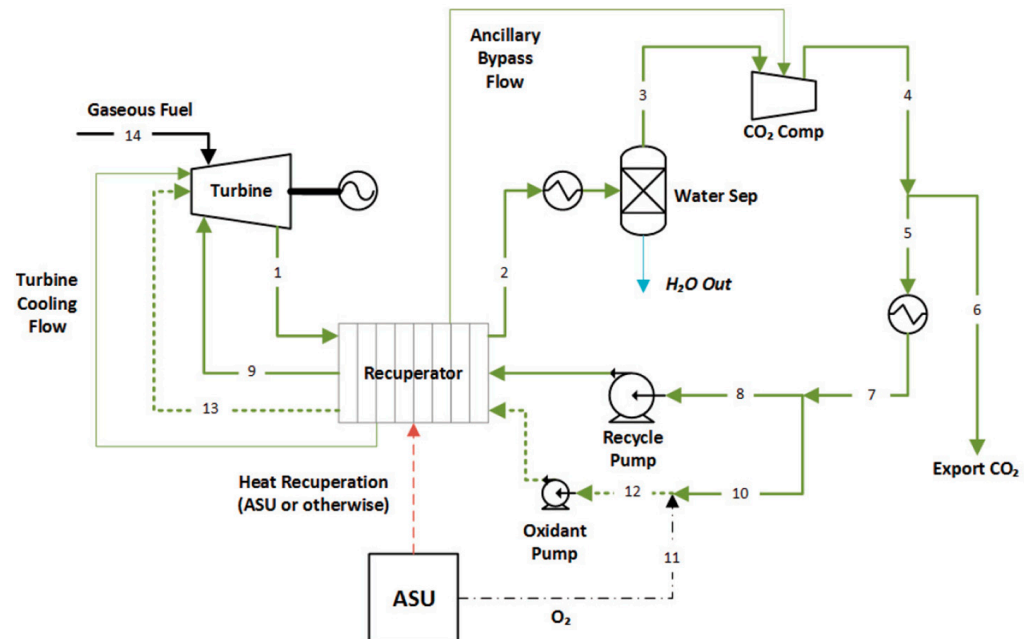 Ancillary
Bypass
Flow
Gaseous Fuel
14
3
4
CO₂ Comp
Turbine
Water Sep
2
5
1
H₂O Out
Turbine
Cooling
Flow
6
Recuperator
9
8
7
13
Recycle
Pump
Export CO₂
Heat Recuperation
(ASU or otherwise)
12
10
Oxidant
Pump
11
ASU
O₂